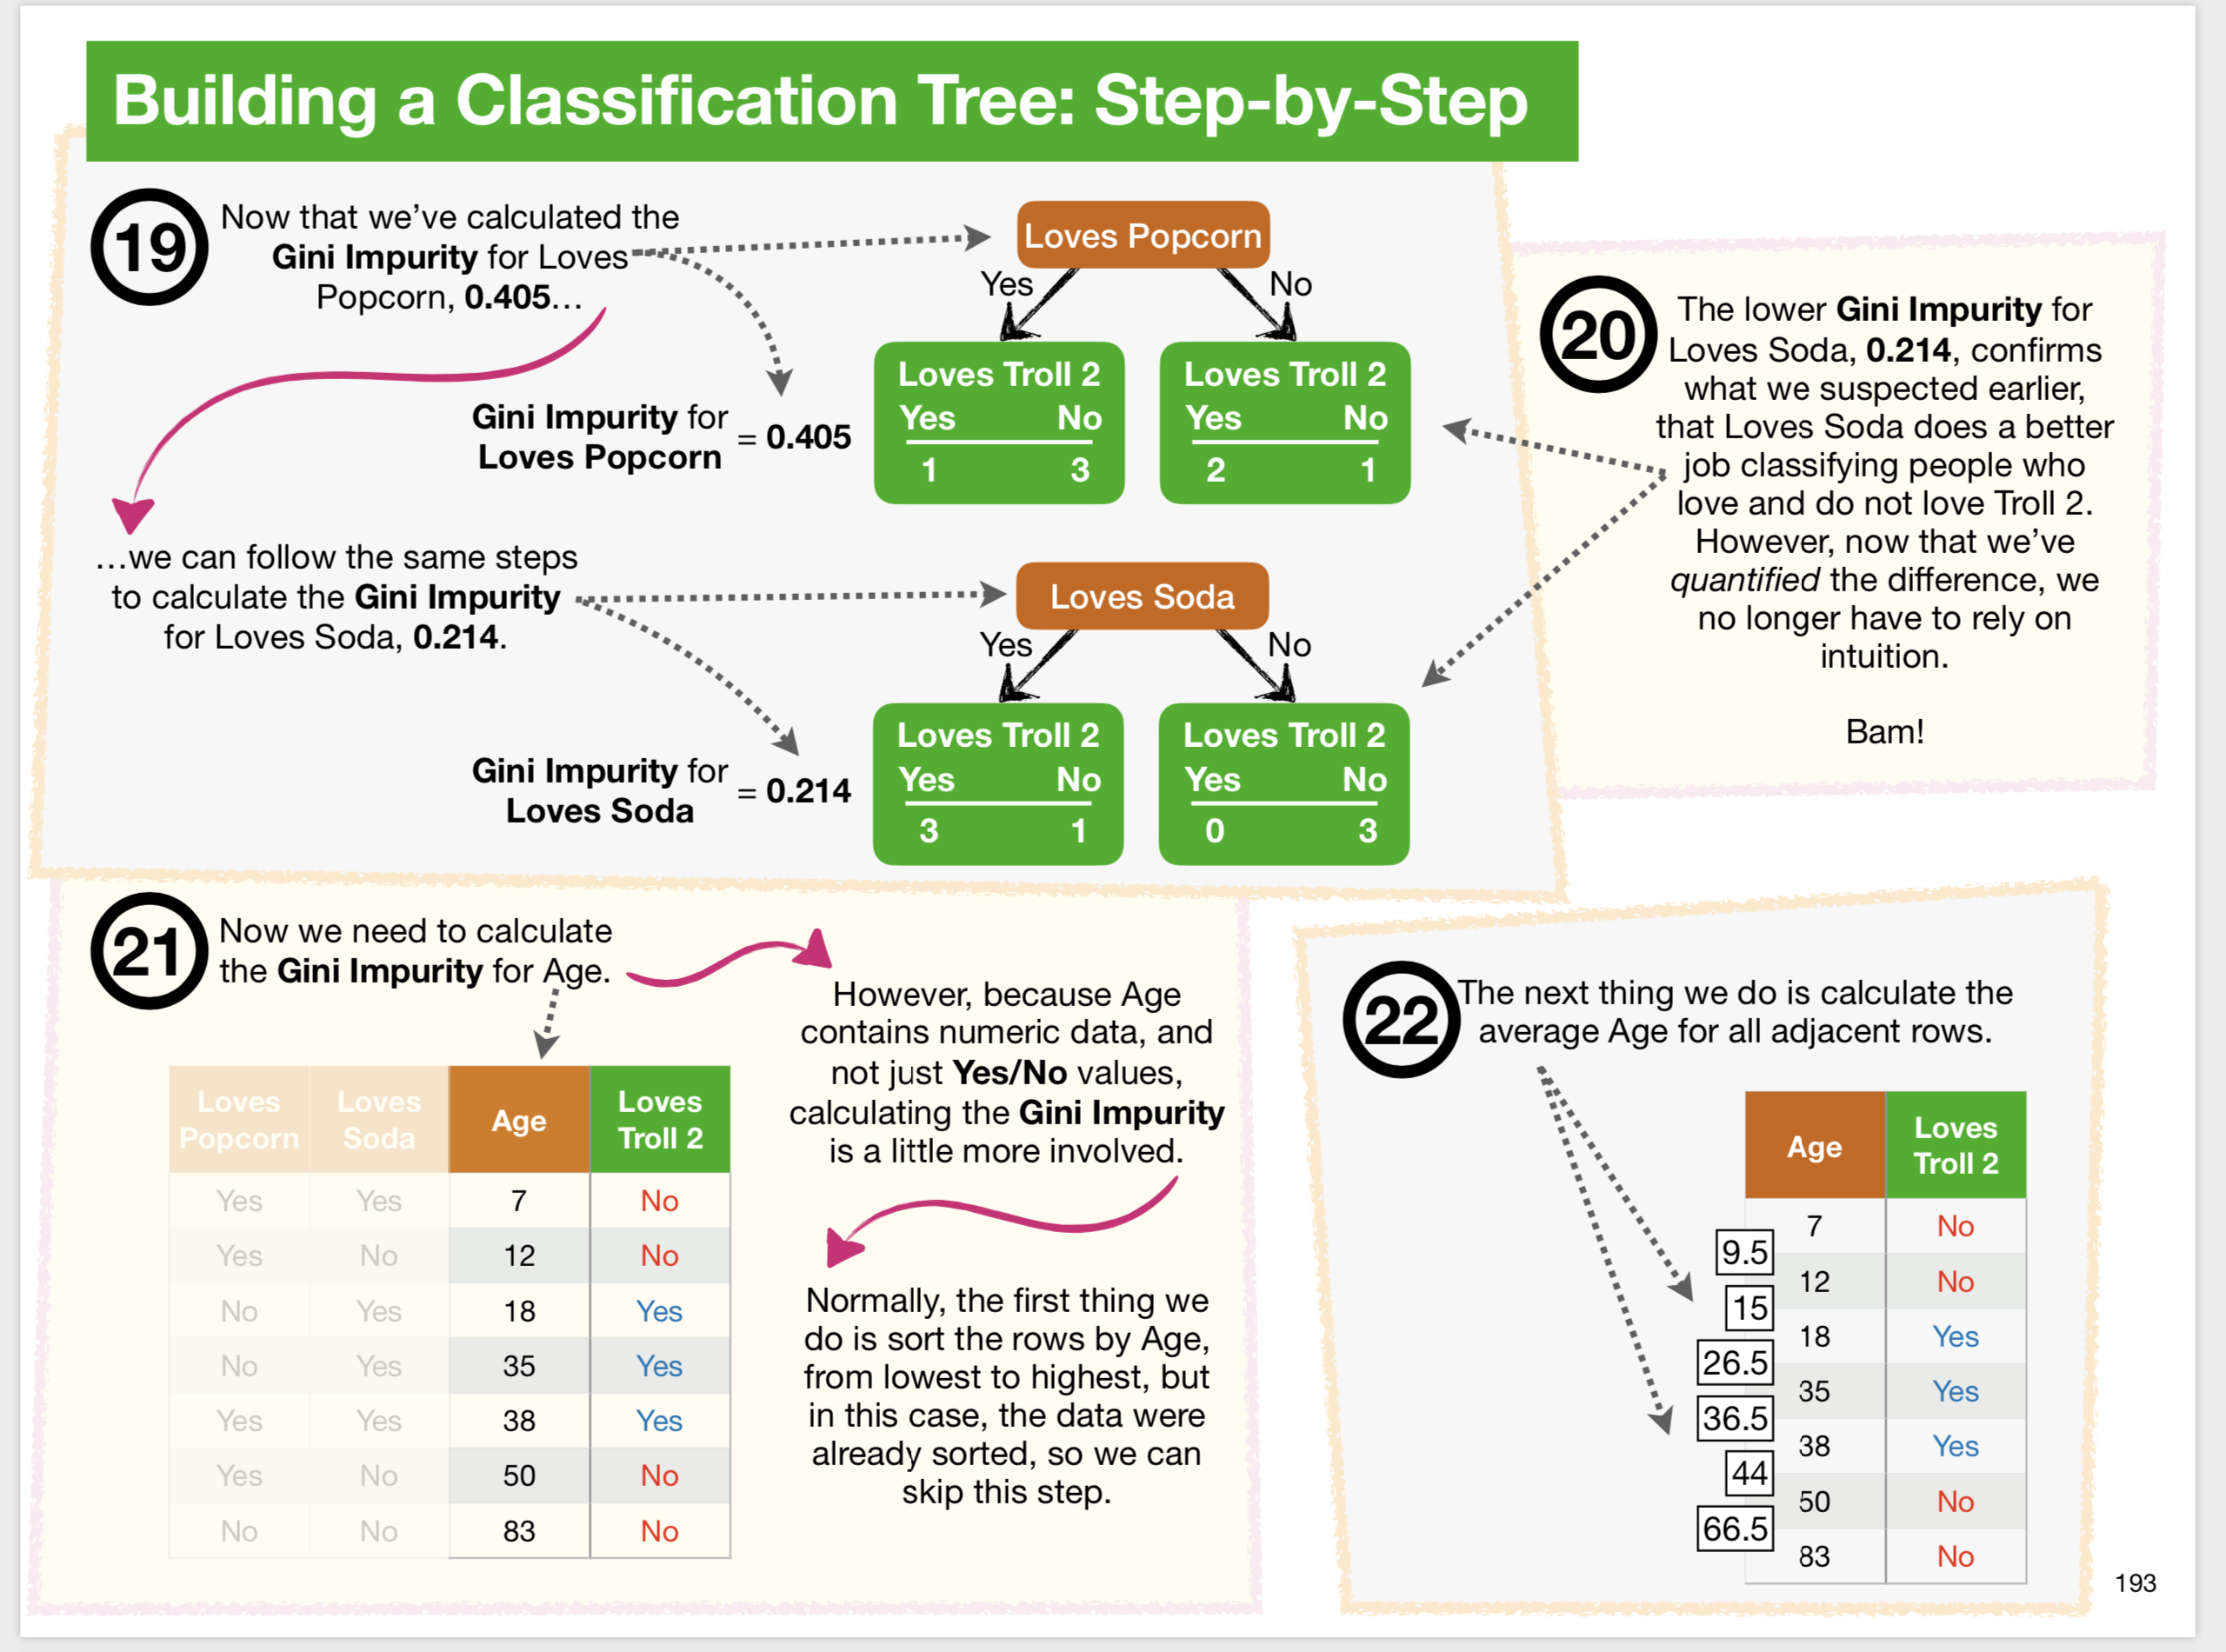 Building a Classification Tree: Step-by-Step
19
Now that we’ve calculated the
Gini Impurity for Loves
Popcorn, 0.405…
Loves Popcorn
Yes
No
Gini Impurity for
Loves Popcorn
= 0.405
Loves Troll 2
Yes No
1 3
Loves Troll 2
Yes No
2 1
…we can follow the same steps
to calculate the Gini Impurity
for Loves Soda, 0.214.
Loves Soda
Yes
No
Gini Impurity for
Loves Soda
= 0.214
Loves Troll 2
Yes No
3 1
Loves Troll 2
Yes No
0 3
20
The lower Gini Impurity for
Loves Soda, 0.214, confirms
what we suspected earlier,
that Loves Soda does a better
job classifying people who
love and do not love Troll 2.
However, now that we’ve
quantified the difference, we
no longer have to rely on
intuition.
Bam!
21
Now we need to calculate
the Gini Impurity for Age.
However, because Age
contains numeric data, and
not just Yes/No values,
calculating the Gini Impurity
is a little more involved.
Normally, the first thing we
do is sort the rows by Age,
from lowest to highest, but
in this case, the data were
already sorted, so we can
skip this step.
Loves Popcorn Loves Soda Age Loves Troll 2
Yes Yes 7 No
Yes No 12 No
No Yes 18 Yes
No Yes 35 Yes
Yes Yes 38 Yes
Yes No 50 No
No No 83 No
22
The next thing we do is calculate the
average Age for all adjacent rows.
Age Loves Troll 2
7 No
9.5
12 No
15
18 Yes
26.5
35 Yes
36.5
38 Yes
44
50 No
66.5
83 No
193